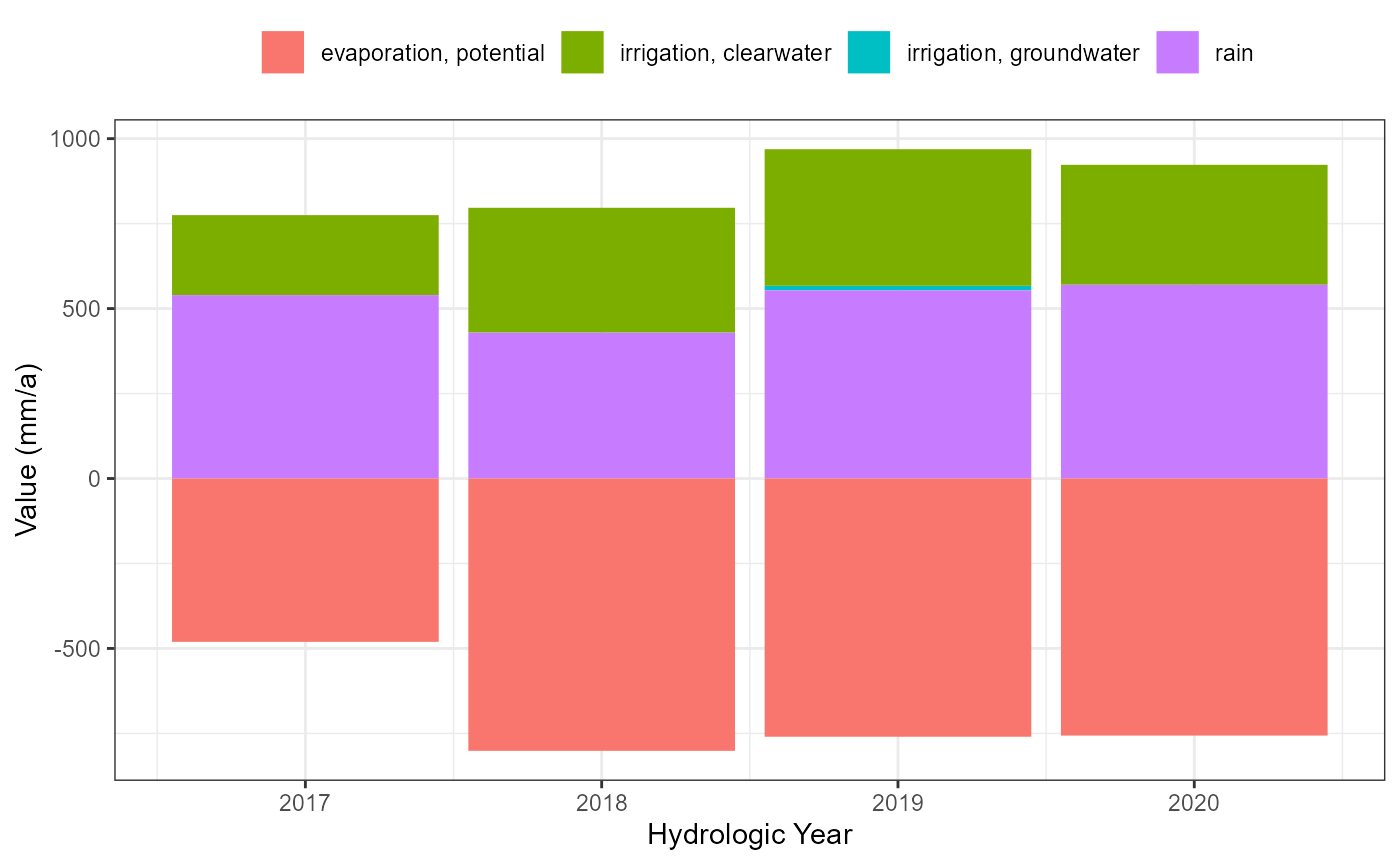 evaporation, potential irrigation, clearwater irrigation, groundwater rain
1000
500
0
-500
Value (mm/a)
2017 2018 2019 2020
Hydrologic Year